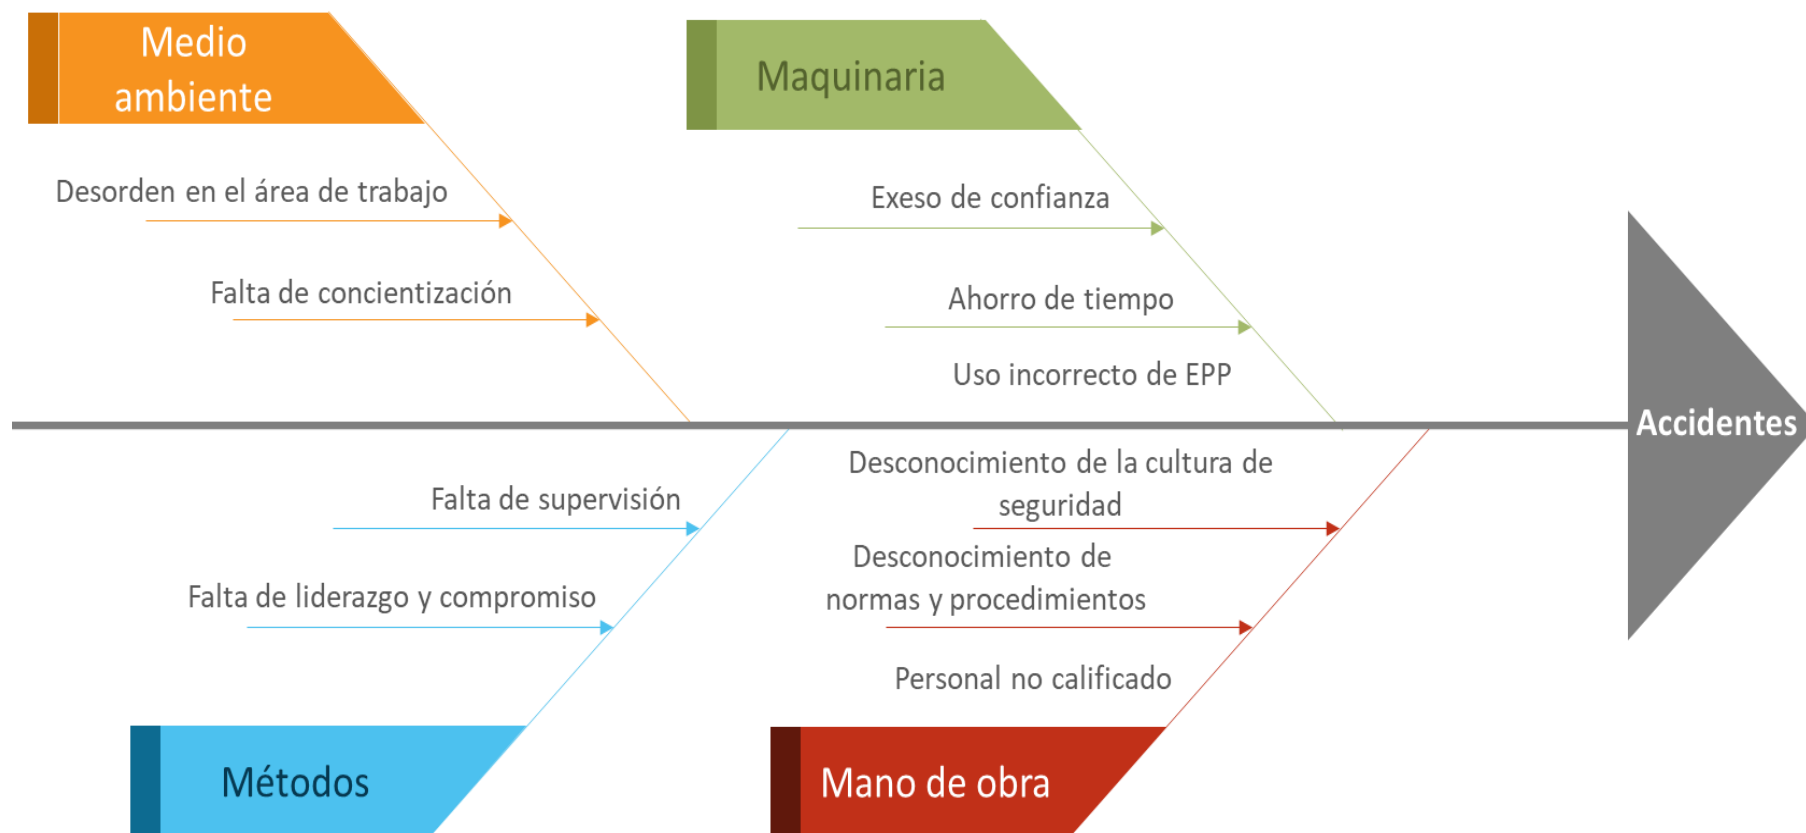 Medio
ambiente
Maquinaria
Desorden en el área de trabajo
Exeso de confianza
Falta de concientización
Ahorro de tiempo
Uso incorrecto de EPP
Accidentes
Falta de supervisión
Desconocimiento de la cultura de
seguridad
Falta de liderazgo y compromiso
Desconocimiento de
normas y procedimientos
Personal no calificado
Métodos
Mano de obra